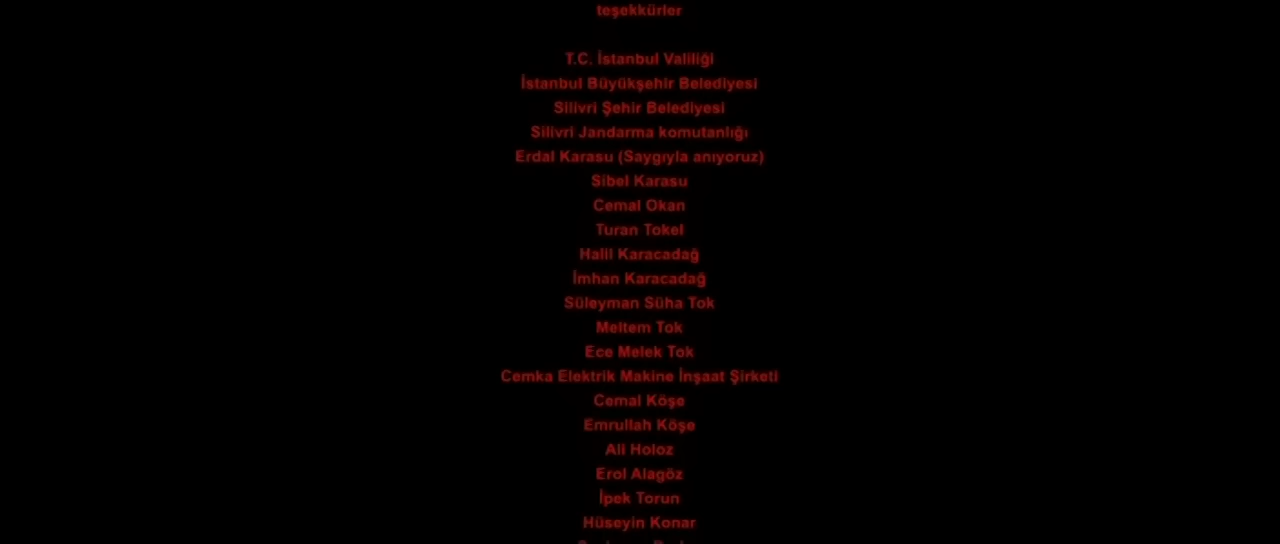 teşekkürler
T.C. İstanbul Valiliği
İstanbul Büyükşehir Belediyesi
Silivri Şehir Belediyesi
Silivri Jandarma komutanlığı
Erdal Karasu (Saygıyla anıyoruz)
Sibel Karasu
Cemal Okan
Turan Tokel
Halil Karacadağ
İmhan Karacadağ
Süleyman Süha Tok
Meltem Tok
Ece Melek Tok
Cemka Elektrik Makine İnşaat Şirketi
Cemal Köşe
Emrullah Köşe
Ali Holoz
Erol Alagöz
İpek Torun
Hüseyin Konar